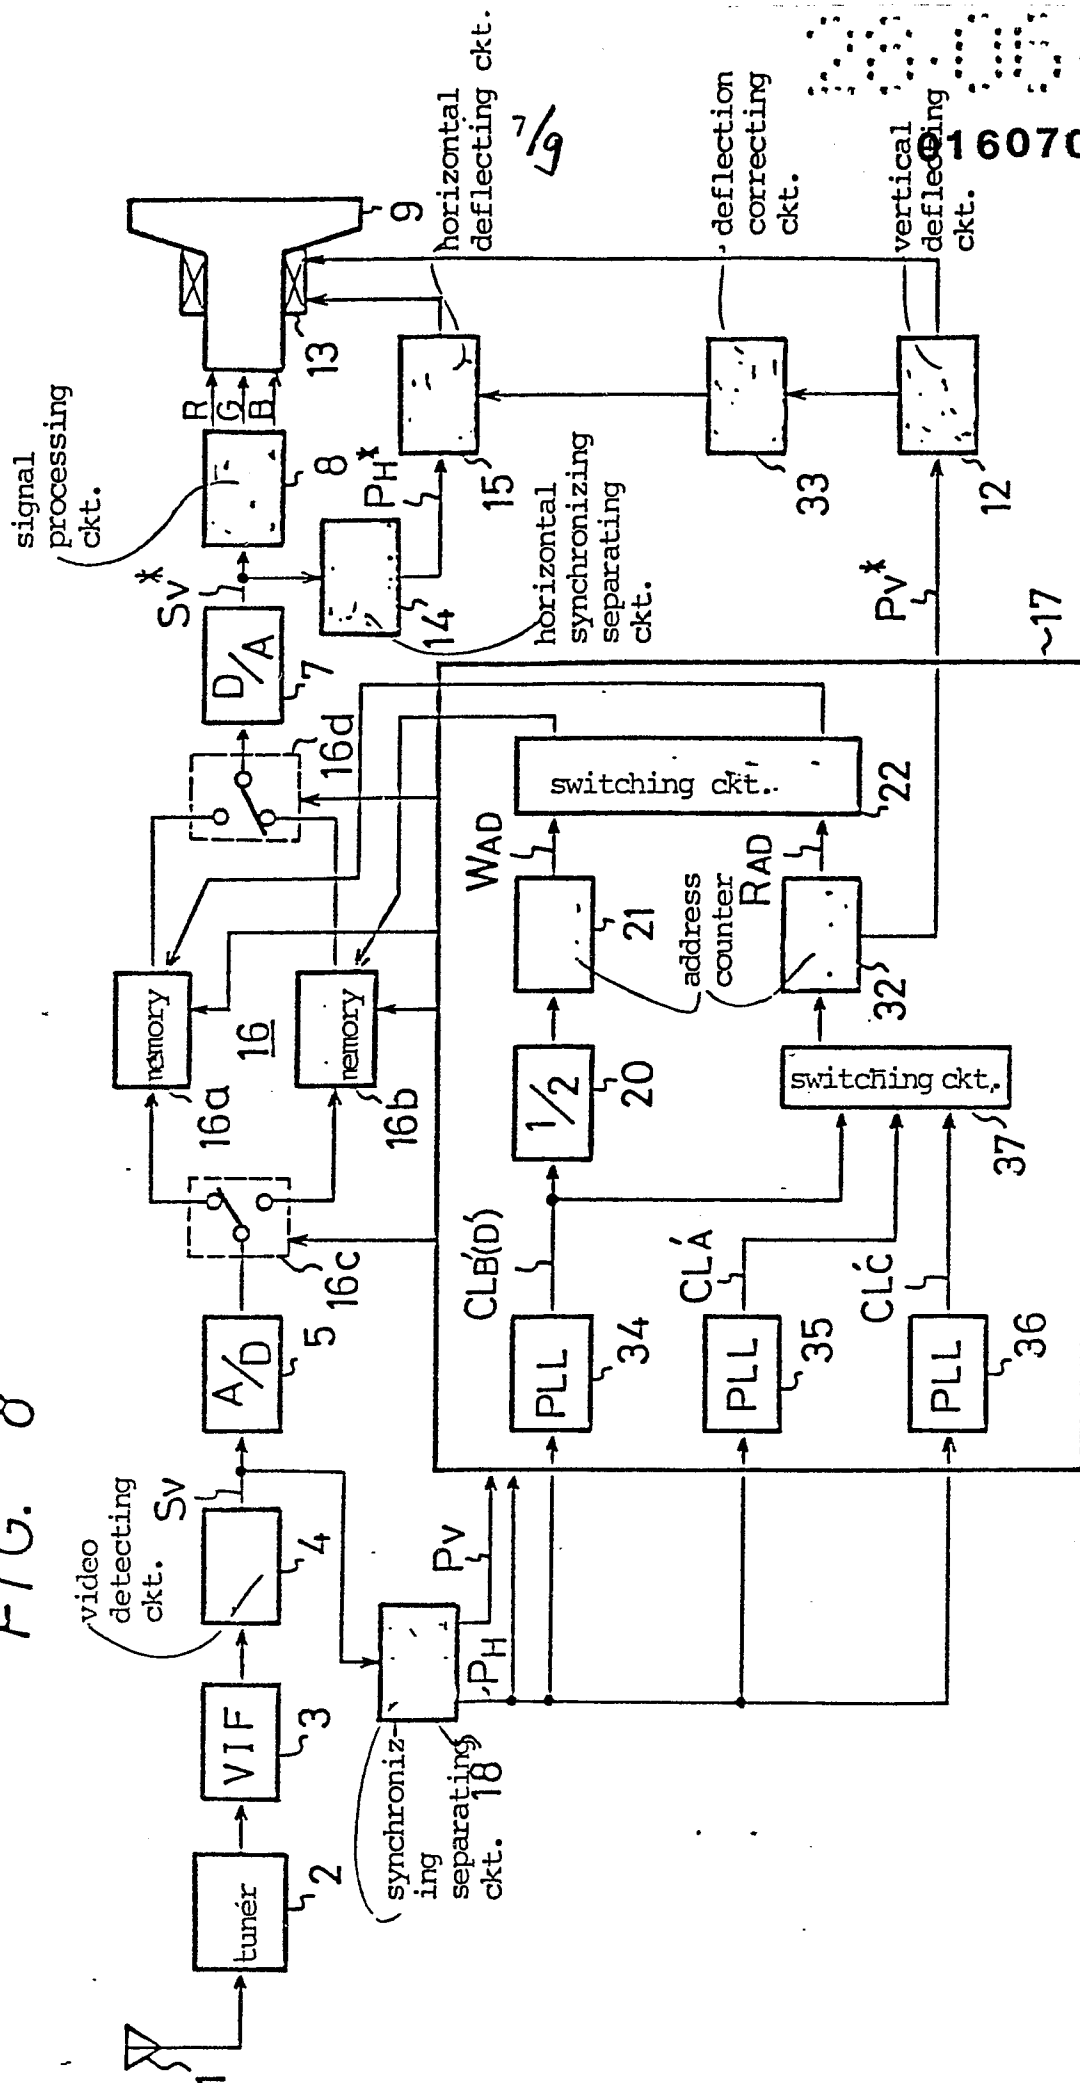 FIG. 8
7/9
016070
1
tuner
2
VIF
3
video
detecting
ckt.
4
Sv
A/D
5
16c
memory
16a
16
memory
16b
16d
D/A
7
Sv*
signal
processing
ckt.
8
R
G
B
9
13
synchroniz-
ing
separating
ckt.
18
PH
Pv
14
horizontal
synchronizing
separating
ckt.
PH*
15
horizontal
deflecting ckt.
33
deflection
correcting
ckt.
12
vertical
deflecting
ckt.
Pv*
17
PLL
34
CLB'(D')
1/2
20
21
WAD
address
counter
switching ckt.
22
PLL
35
CL'A
PLL
36
CL'C
switching ckt.
37
32
RAD